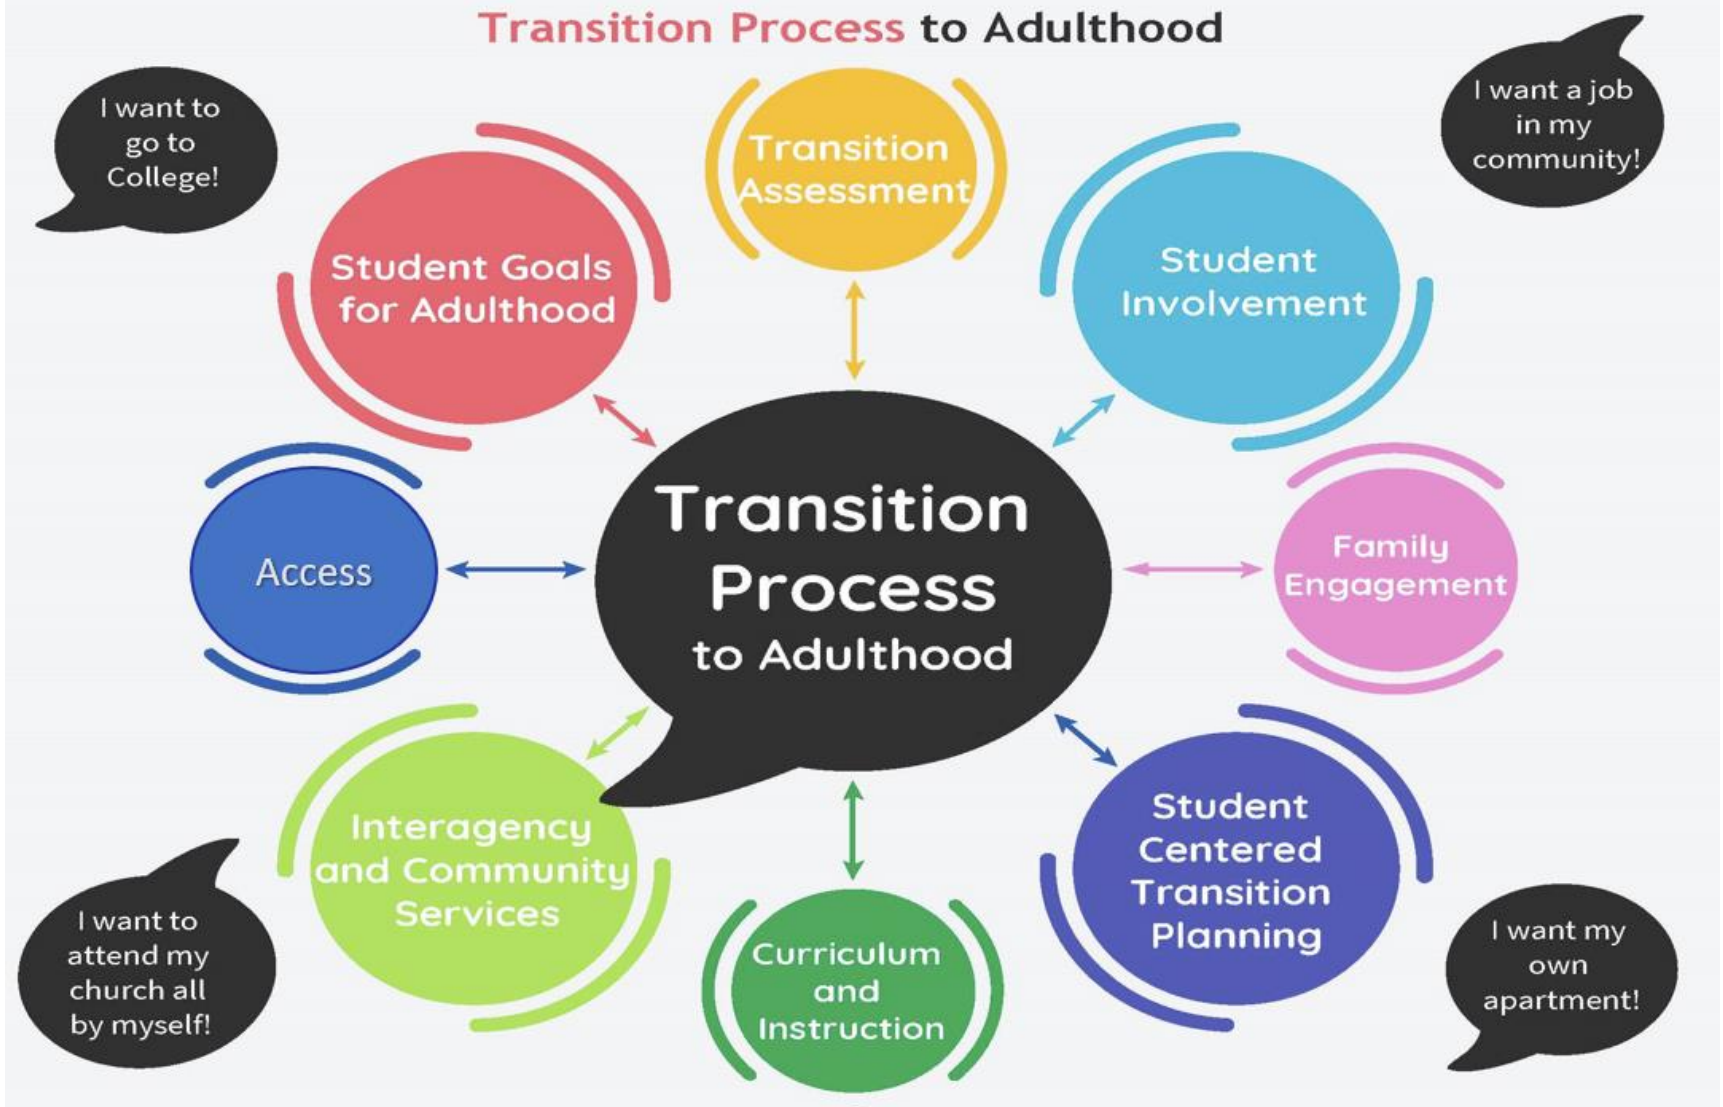 Transition Process to Adulthood
I want to
go to
College!
I want a job
in my
community!
Transition
Assessment
Student Goals
for Adulthood
Student
Involvement
Access
Transition
Process
to Adulthood
Family
Engagement
Interagency
and Community
Services
Student
Centered
Transition
Planning
Curriculum
and
Instruction
I want to
attend my
church all
by myself!
I want my
own
apartment!